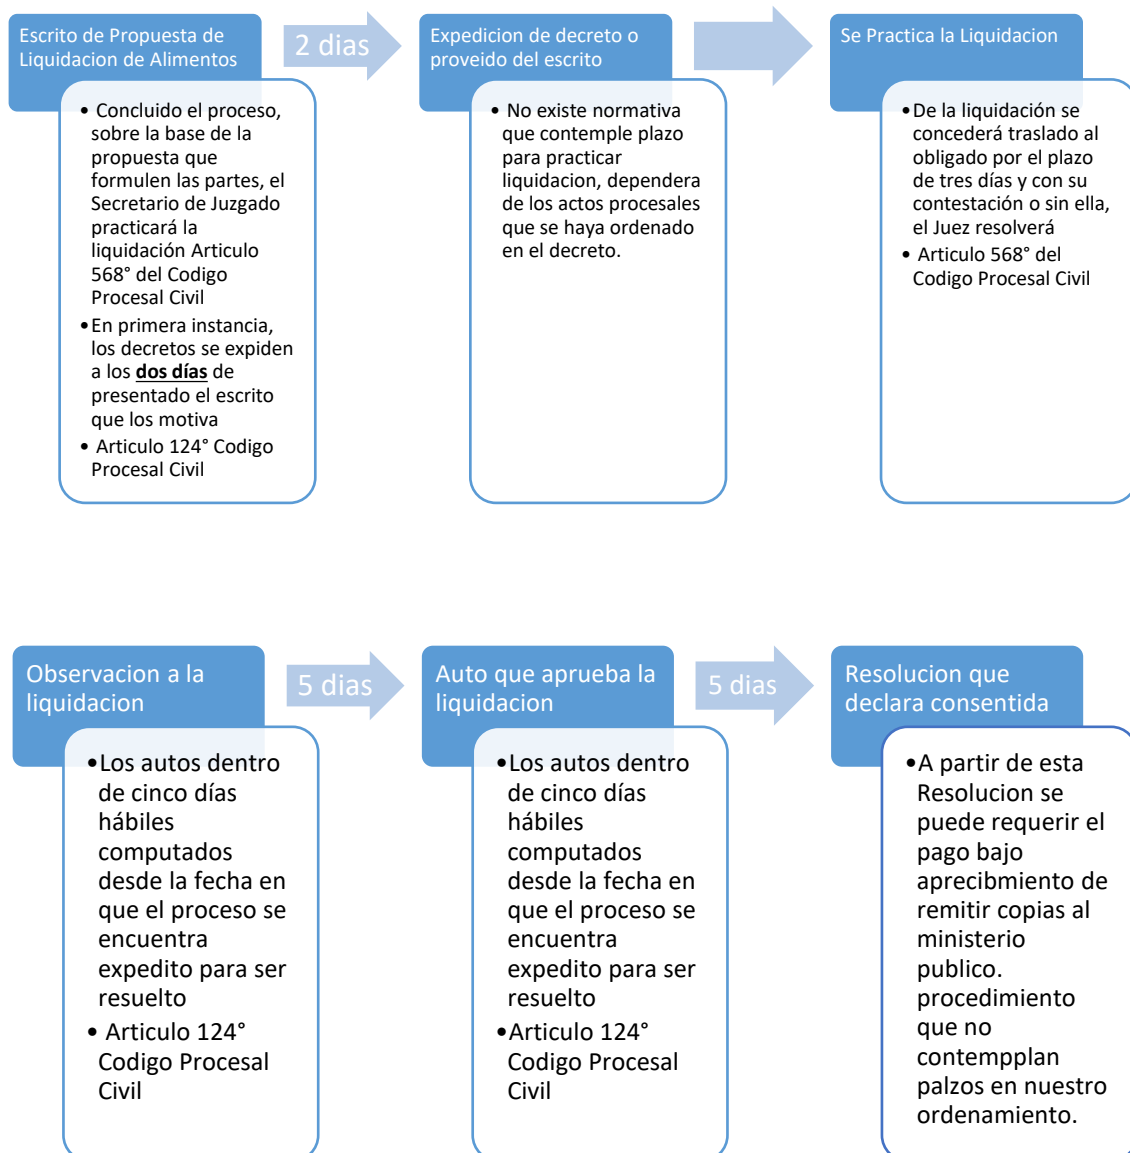 Escrito de Propuesta de
Liquidacion de Alimentos
• Concluido el proceso,
sobre la base de la
propuesta que
formulen las partes, el
Secretario de Juzgado
practicará la
liquidación Articulo
568° del Codigo
Procesal Civil
•En primera instancia,
los decretos se expiden
a los dos días de
presentado el escrito
que los motiva
• Articulo 124° Codigo
Procesal Civil
2 dias
Expedicion de decreto o
proveido del escrito
• No existe normativa
que contemple plazo
para practicar
liquidacion, dependera
de los actos procesales
que se haya ordenado
en el decreto.
Se Practica la Liquidacion
•De la liquidación se
concederá traslado al
obligado por el plazo
de tres días y con su
contestación o sin ella,
el Juez resolverá
• Articulo 568° del
Codigo Procesal Civil
Observacion a la
liquidacion
•Los autos dentro
de cinco días
hábiles
computados
desde la fecha en
que el proceso se
encuentra
expedito para ser
resuelto
• Articulo 124°
Codigo Procesal
Civil
5 dias
Auto que aprueba la
liquidacion
•Los autos dentro
de cinco días
hábiles
computados
desde la fecha en
que el proceso se
encuentra
expedito para ser
resuelto
•Articulo 124°
Codigo Procesal
Civil
5 dias
Resolucion que
declara consentida
•A partir de esta
Resolucion se
puede requerir el
pago bajo
aprecibmiento de
remitir copias al
ministerio
publico.
procedimiento
que no
contempplan
palzos en nuestro
ordenamiento.